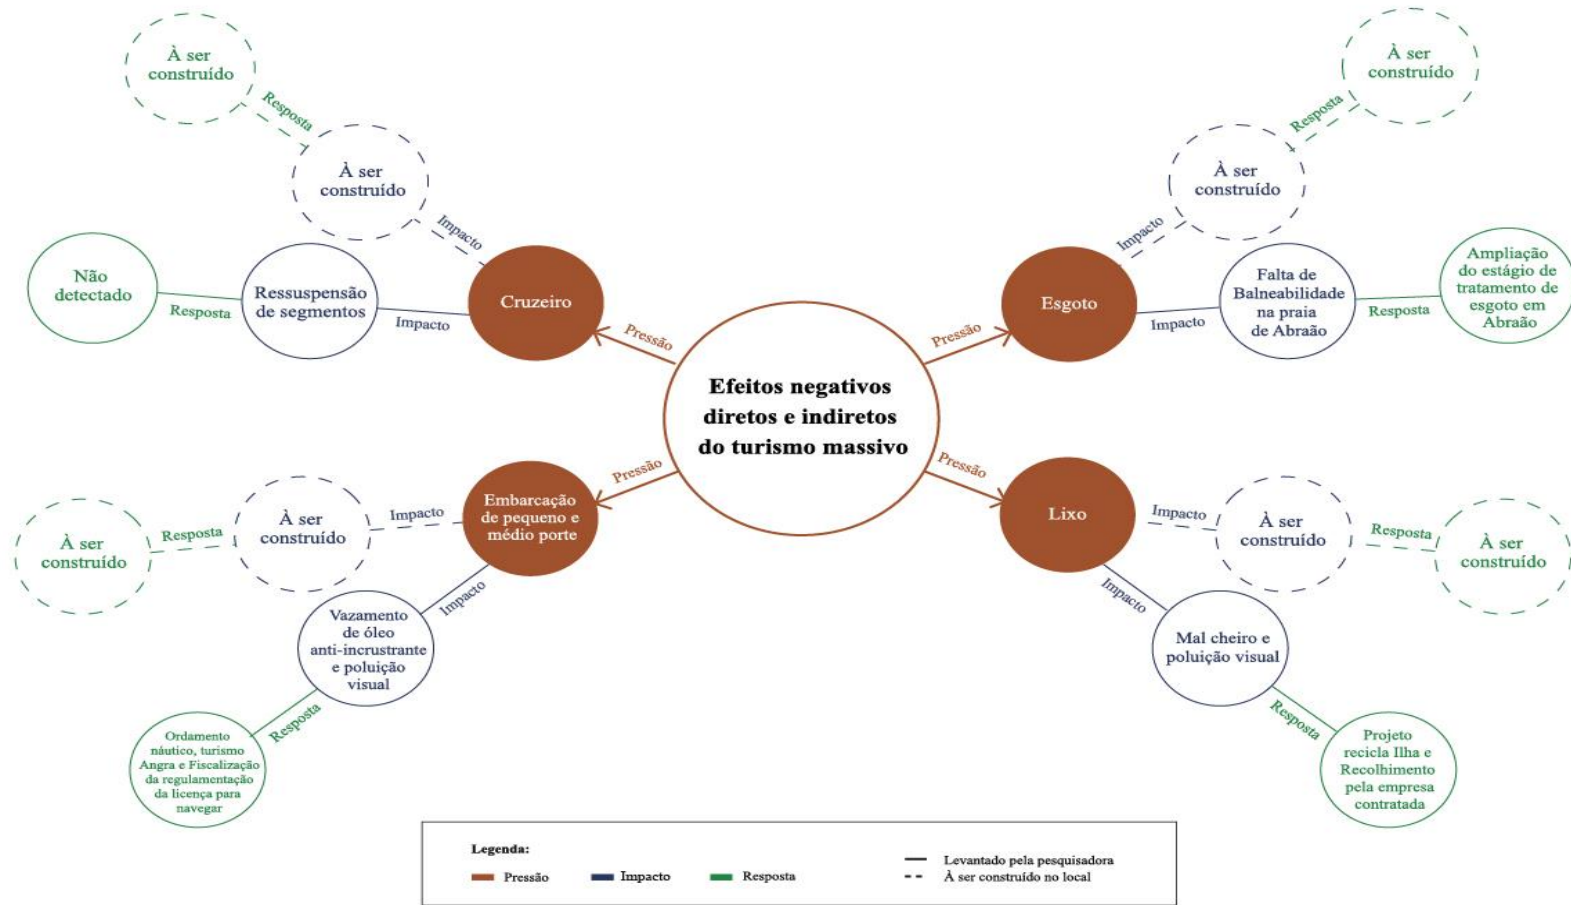 À ser
construído
Resposta
À ser
construído
Impacto
Não
detectado
Resposta
Ressuspensão
de segmentos
Impacto
Cruzeiro
Pressão
À ser
construído
Resposta
À ser
construído
Impacto
Esgoto
Pressão
Impacto
Falta de
Balneabilidade
na praia
de Abraão
Resposta
Ampliação
do estágio de
tratamento de
esgoto em
Abraão
Efeitos negativos
diretos e indiretos
do turismo massivo
Pressão
Embarcação
de pequeno e
médio porte
Impacto
À ser
construído
Resposta
À ser
construído
Impacto
Vazamento
de óleo
anti-incrustrante
e poluição
visual
Resposta
Ordamento
náutico, turismo
Angra e Fiscalização
da regulamentação
da licença para
navegar
Pressão
Lixo
Impacto
À ser
construído
Resposta
À ser
construído
Impacto
Mal cheiro e
poluição visual
Resposta
Projeto
recicla Ilha e
Recolhimento
pela empresa
contratada
Legenda:
Pressão
Impacto
Resposta
Levantado pela pesquisadora
À ser construído no local